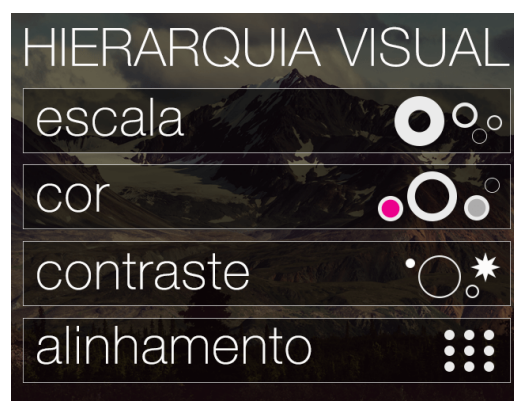 HIERARQUIA VISUAL
escala
cor
contraste
alinhamento